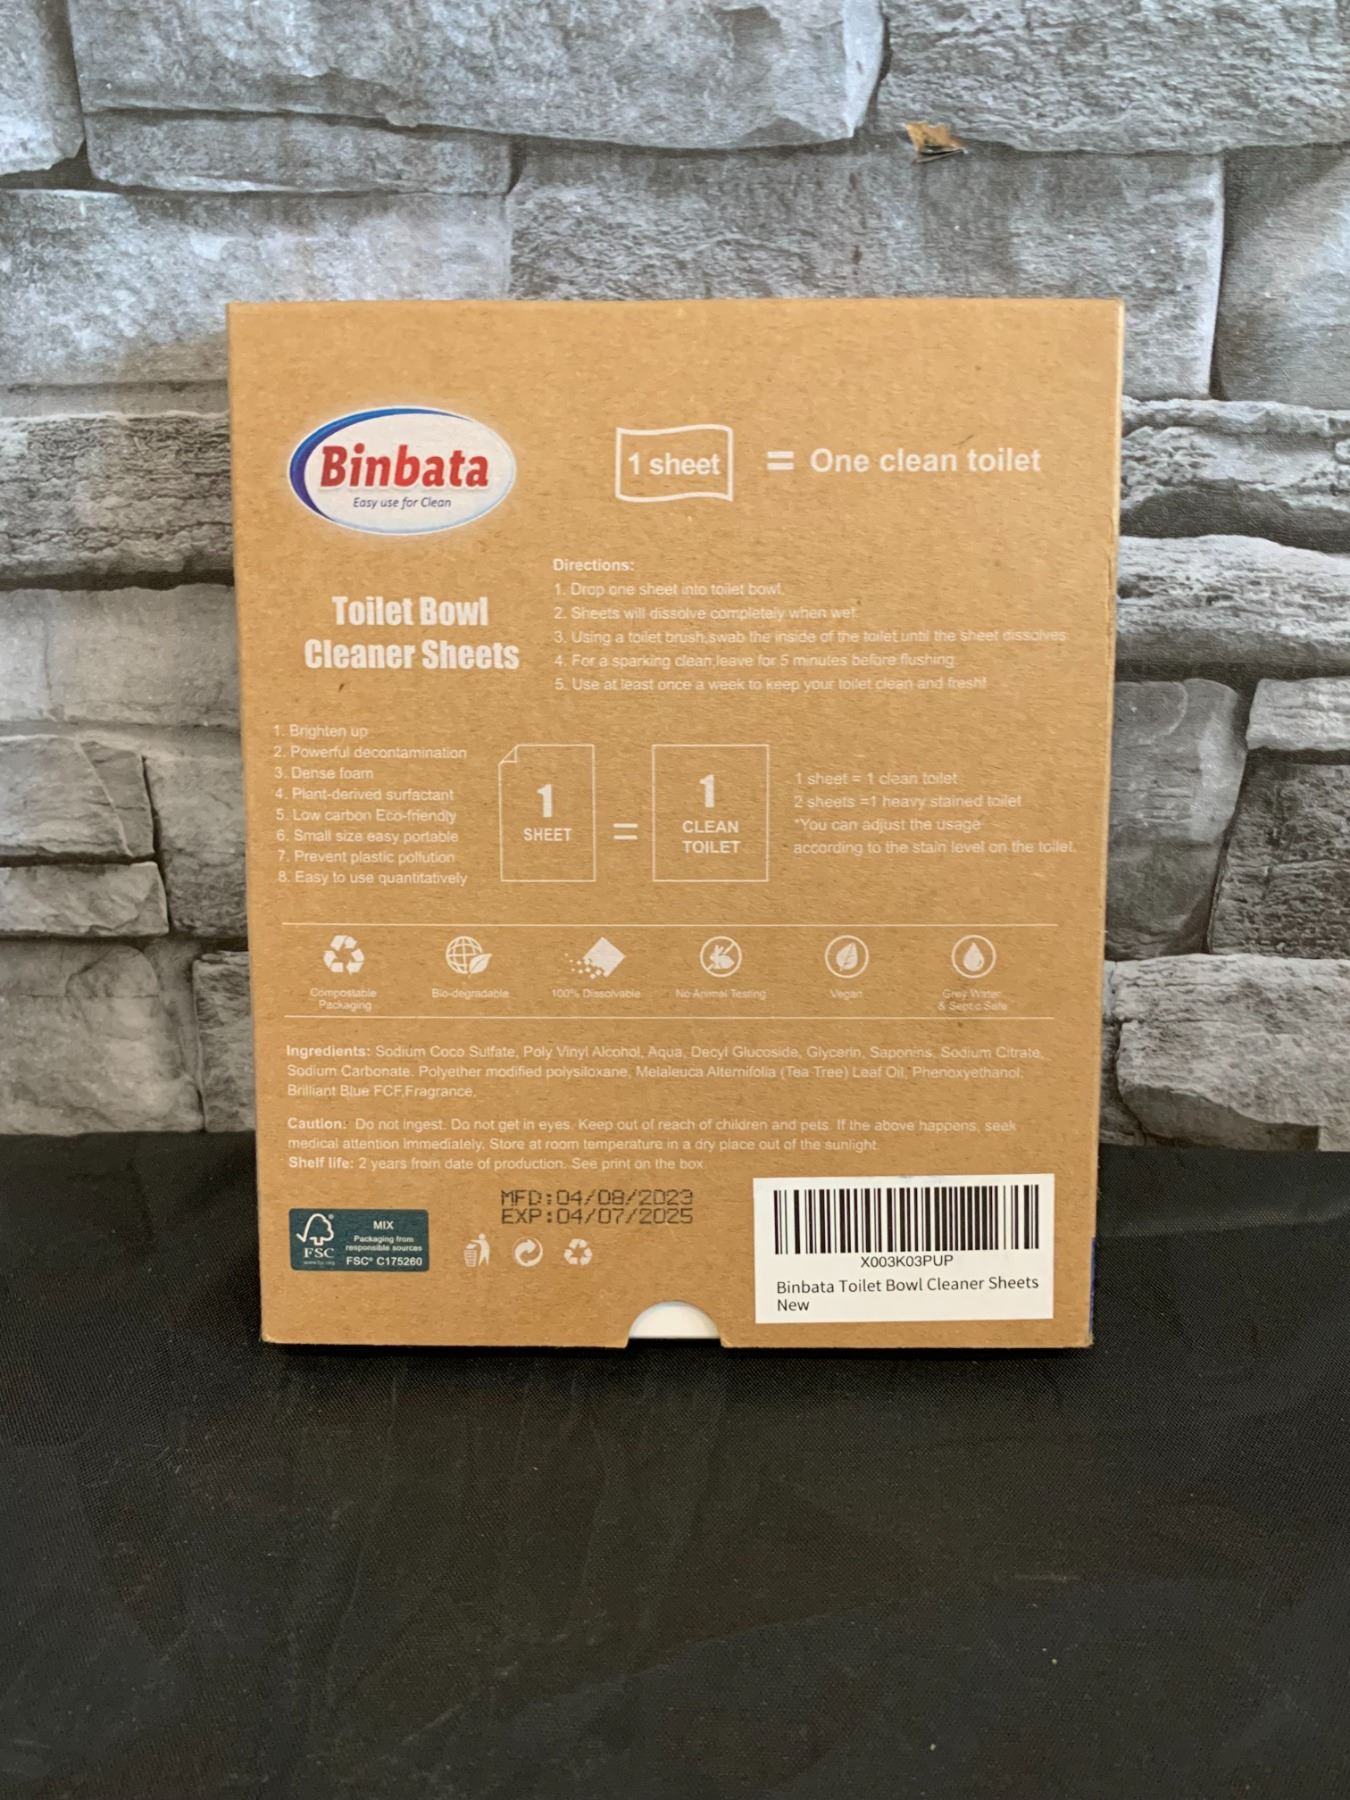 Binbata
Easy use for Clean
1 sheet = One clean toilet
Toilet Bowl
Cleaner Sheets
Directions:
1. Drop one sheet into toilet bowl.
2. Sheets will dissolve completely when wet.
3. Using a toilet brush,swab the inside of the toilet until the sheet dissolves
4. For a sparking clean,leave for 5 minutes before flushing.
5. Use at least once a week to keep your toilet clean and fresh!
1. Brighten up
2. Powerful decontamination
3. Dense foam
4. Plant-derived surfactant
5. Low carbon Eco-friendly
6. Small size easy portable
7. Prevent plastic pollution
8. Easy to use quantitatively
1
SHEET
=
1
CLEAN
TOILET
1 sheet = 1 clean toilet
2 sheets =1 heavy stained toilet
*You can adjust the usage
according to the stain level on the toilet.
Compostable
Packaging
Bio-degradable
100% Dissolvable
No Animal Testing
Vegan
Grey Water
& Septic Safe
Ingredients: Sodium Coco Sulfate, Poly Vinyl Alcohol, Aqua, Decyl Glucoside, Glycerin, Saponins, Sodium Citrate,
Sodium Carbonate. Polyether modified polysiloxane, Melaleuca Alternifolia (Tea Tree) Leaf Oil, Phenoxyethanol.
Brilliant Blue FCF,Fragrance.
Caution: Do not ingest. Do not get in eyes. Keep out of reach of children and pets. If the above happens, seek
medical attention immediately. Store at room temperature in a dry place out of the sunlight.
Shelf life: 2 years from date of production. See print on the box.
MFD:04/08/2023
EXP:04/07/2025
FSC
www.fsc.org
MIX
Packaging from
responsible sources
FSC® C175260
X003K03PUP
Binbata Toilet Bowl Cleaner Sheets
New